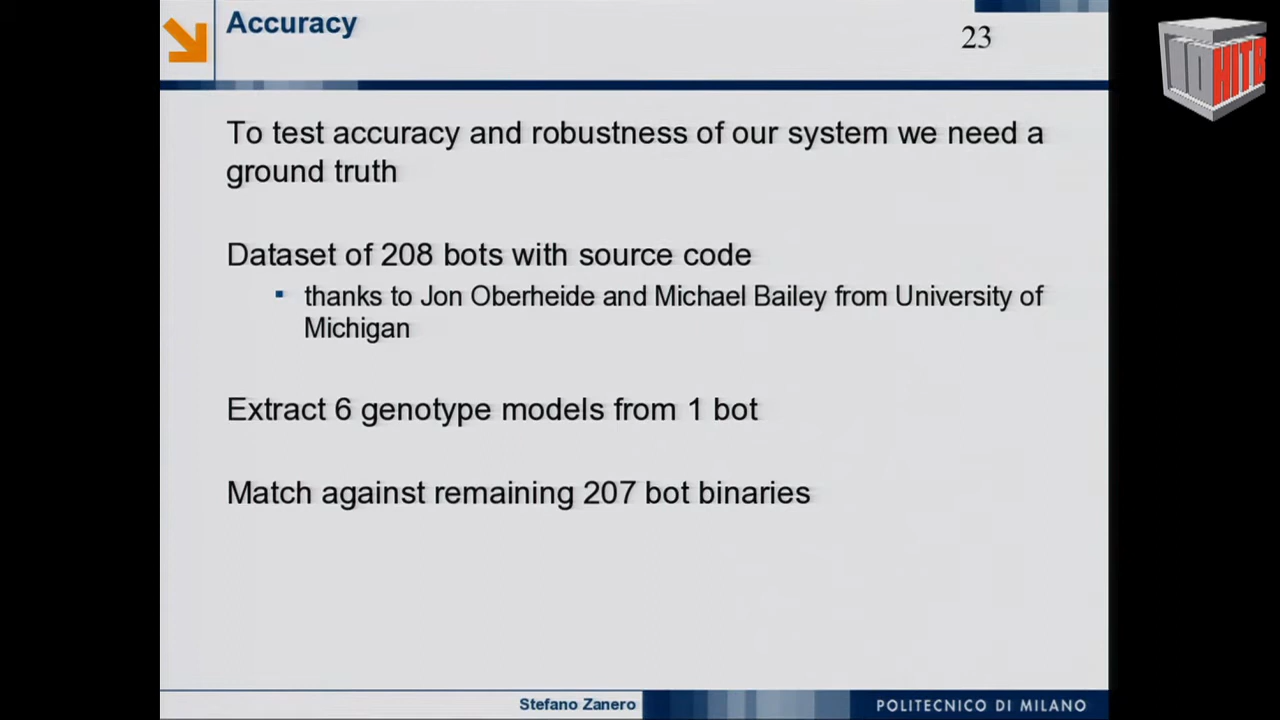 Accuracy
23
HITB
To test accuracy and robustness of our system we need a
ground truth
Dataset of 208 bots with source code
thanks to Jon Oberheide and Michael Bailey from University of
Michigan
Extract 6 genotype models from 1 bot
Match against remaining 207 bot binaries
Stefano Zanero
POLITECNICO DI MILANO